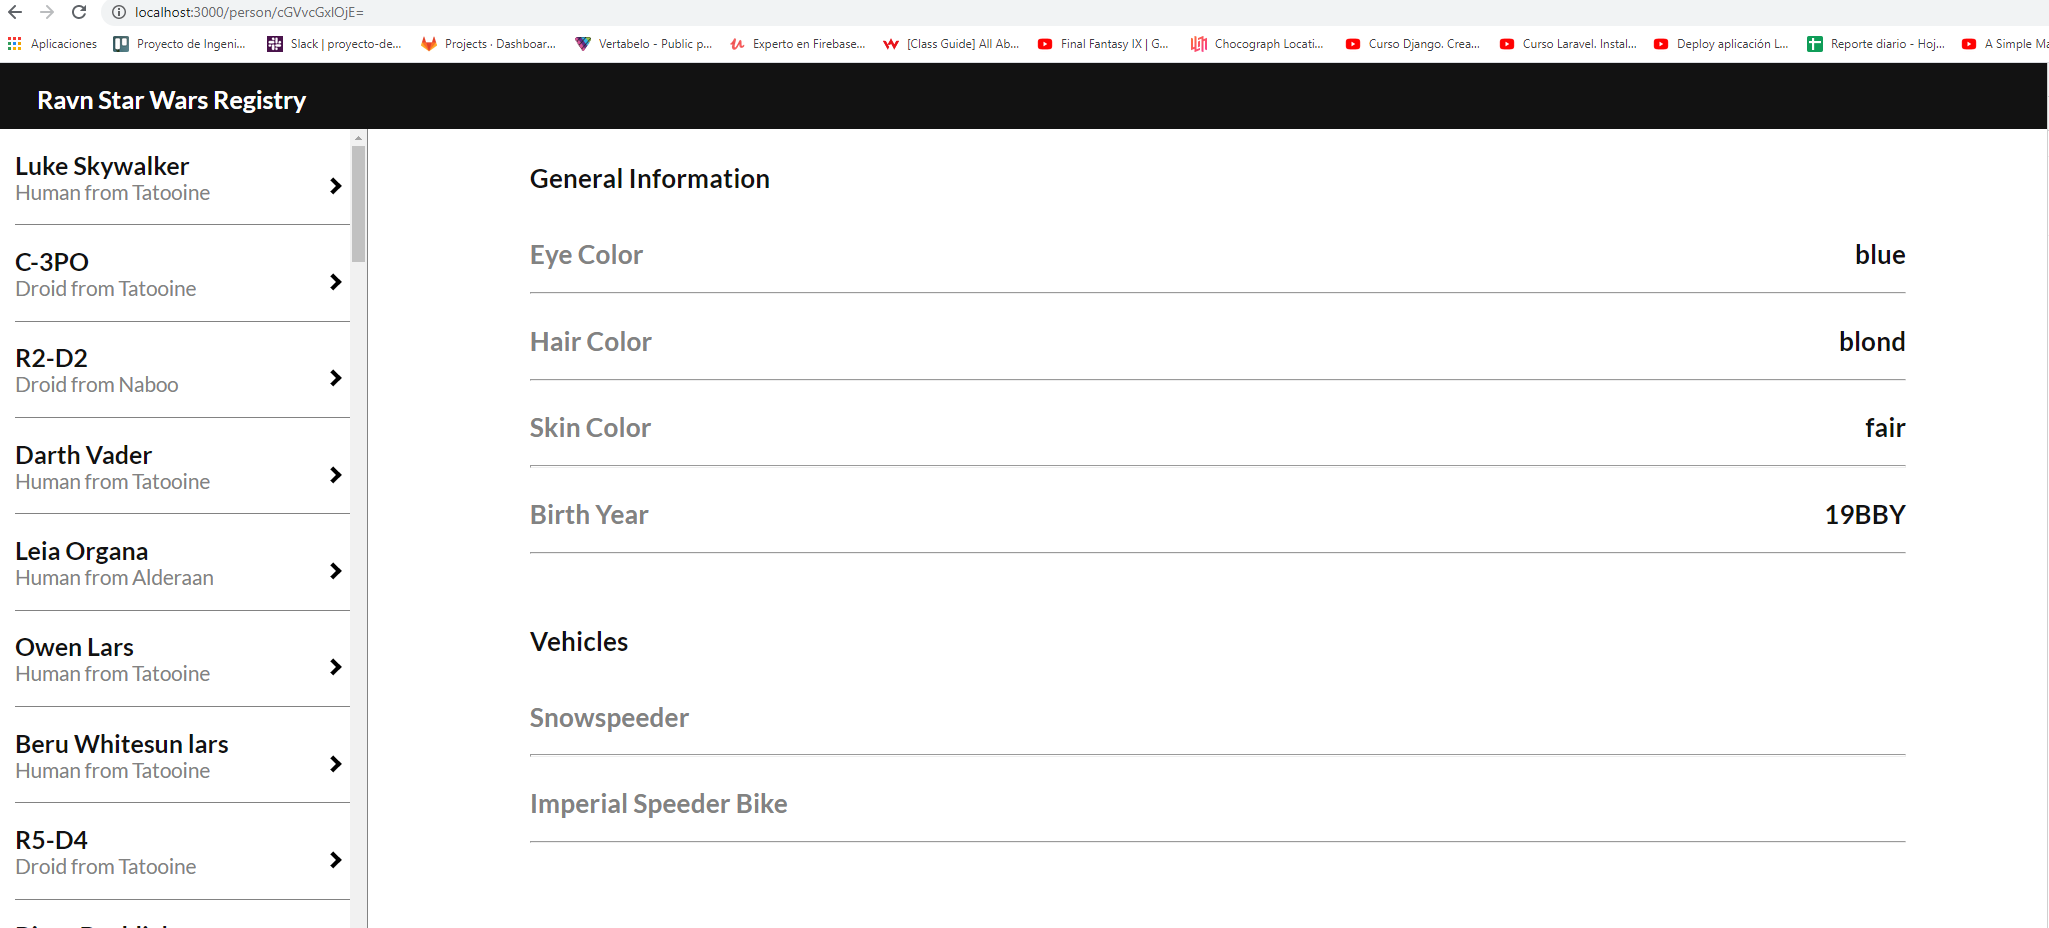 localhost:3000/person/cGVvcGxlOjE=
Aplicaciones Proyecto de Ingeni... Slack | proyecto-de... Projects · Dashboar... Vertabelo - Public p... Experto en Firebase... [Class Guide] All Ab... Final Fantasy IX | G... Chocograph Locati... Curso Django. Crea... Curso Laravel. Instal... Deploy aplicación L... Reporte diario - Hoj... A Simple
Ravn Star Wars Registry
Luke Skywalker
Human from Tatooine
C-3PO
Droid from Tatooine
R2-D2
Droid from Naboo
Darth Vader
Human from Tatooine
Leia Organa
Human from Alderaan
Owen Lars
Human from Tatooine
Beru Whitesun lars
Human from Tatooine
R5-D4
Droid from Tatooine
General Information
Eye Color blue
Hair Color blond
Skin Color fair
Birth Year 19BBY
Vehicles
Snowspeeder
Imperial Speeder Bike